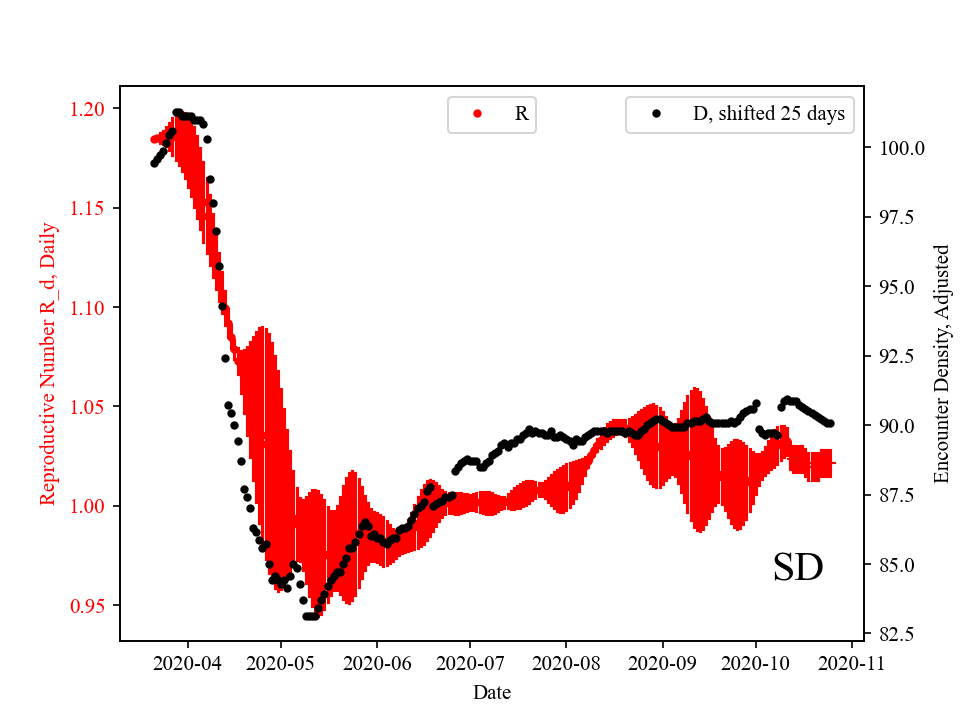 R
D, shifted 25 days
1.20
1.15
1.10
1.05
1.00
0.95
Reproductive Number R_d, Daily
100.0
97.5
95.0
92.5
90.0
87.5
85.0
82.5
Encounter Density, Adjusted
SD
2020-04 2020-05 2020-06 2020-07 2020-08 2020-09 2020-10 2020-11
Date